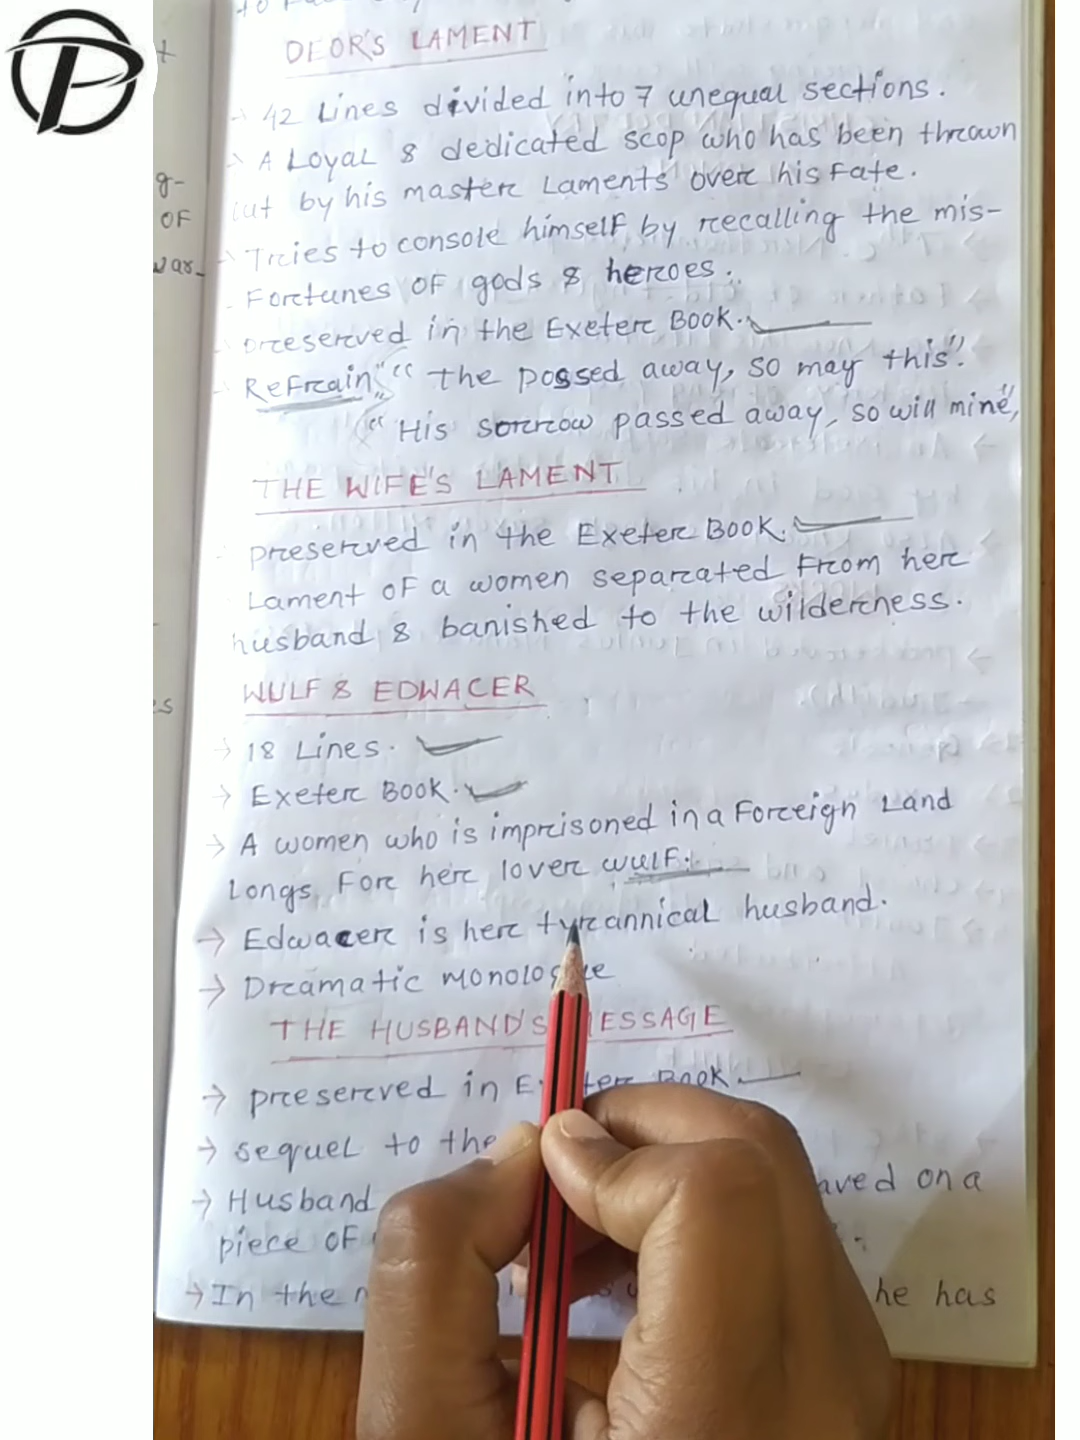 to
DEOR'S LAMENT
42 Lines divided into 7 unequal sections.
A Loyal & dedicated scop who has been thrown
out by his master Laments over his Fate.
Tries to console himself by recalling the mis-
Fortunes OF gods & heroes.
preserved in the Exeter Book.
Refrain "“ the passed away, so may this".
“ His sorrow passed away, so will mine"
THE WIFE'S LAMENT
preserved in the Exeter Book.
Lament OF a women separated From her
husband & banished to the wilderness.
WULF & EDWACER
→ 18 Lines.
→ Exeter Book.
→ A women who is imprisoned in a Foreign Land
Longs For her lover wulf.
→ Edwacer is her tyrannical husband.
→ Dramatic monologue
THE HUSBAND'S MESSAGE
→ preserved in Exeter Book
→ sequel to the
→ Husband aved on a
piece OF
→ In the he has
t
g-
OF
war-
es
P